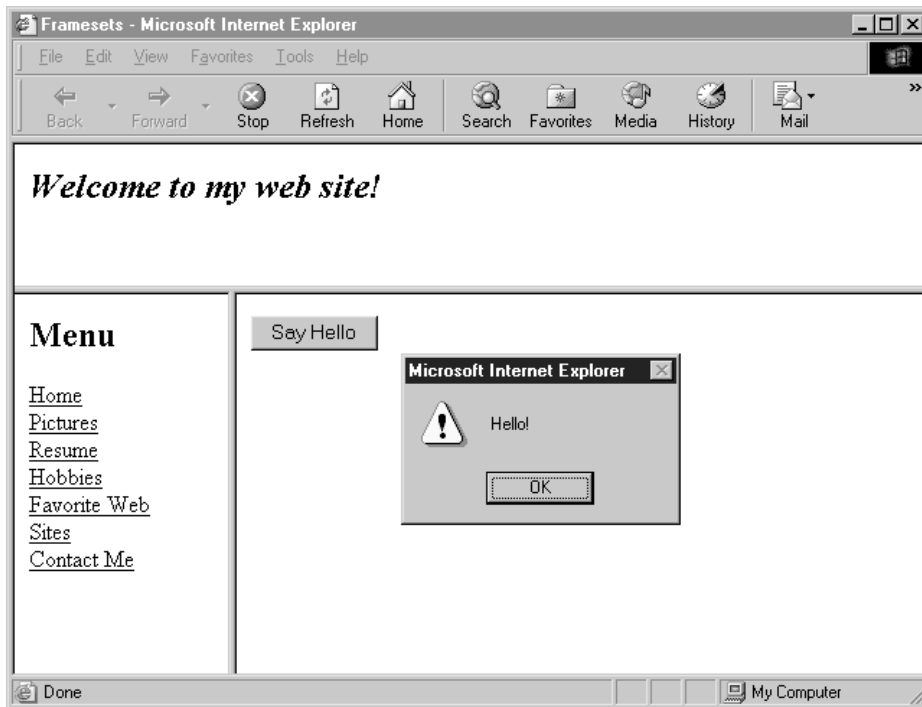 Framesets - Microsoft Internet Explorer
File Edit View Favorites Tools Help
Back Forward Stop Refresh Home Search Favorites Media History Mail »
Welcome to my web site!
Menu
Home
Pictures
Resume
Hobbies
Favorite Web
Sites
Contact Me
Say Hello
Microsoft Internet Explorer
Hello!
OK
Done
My Computer